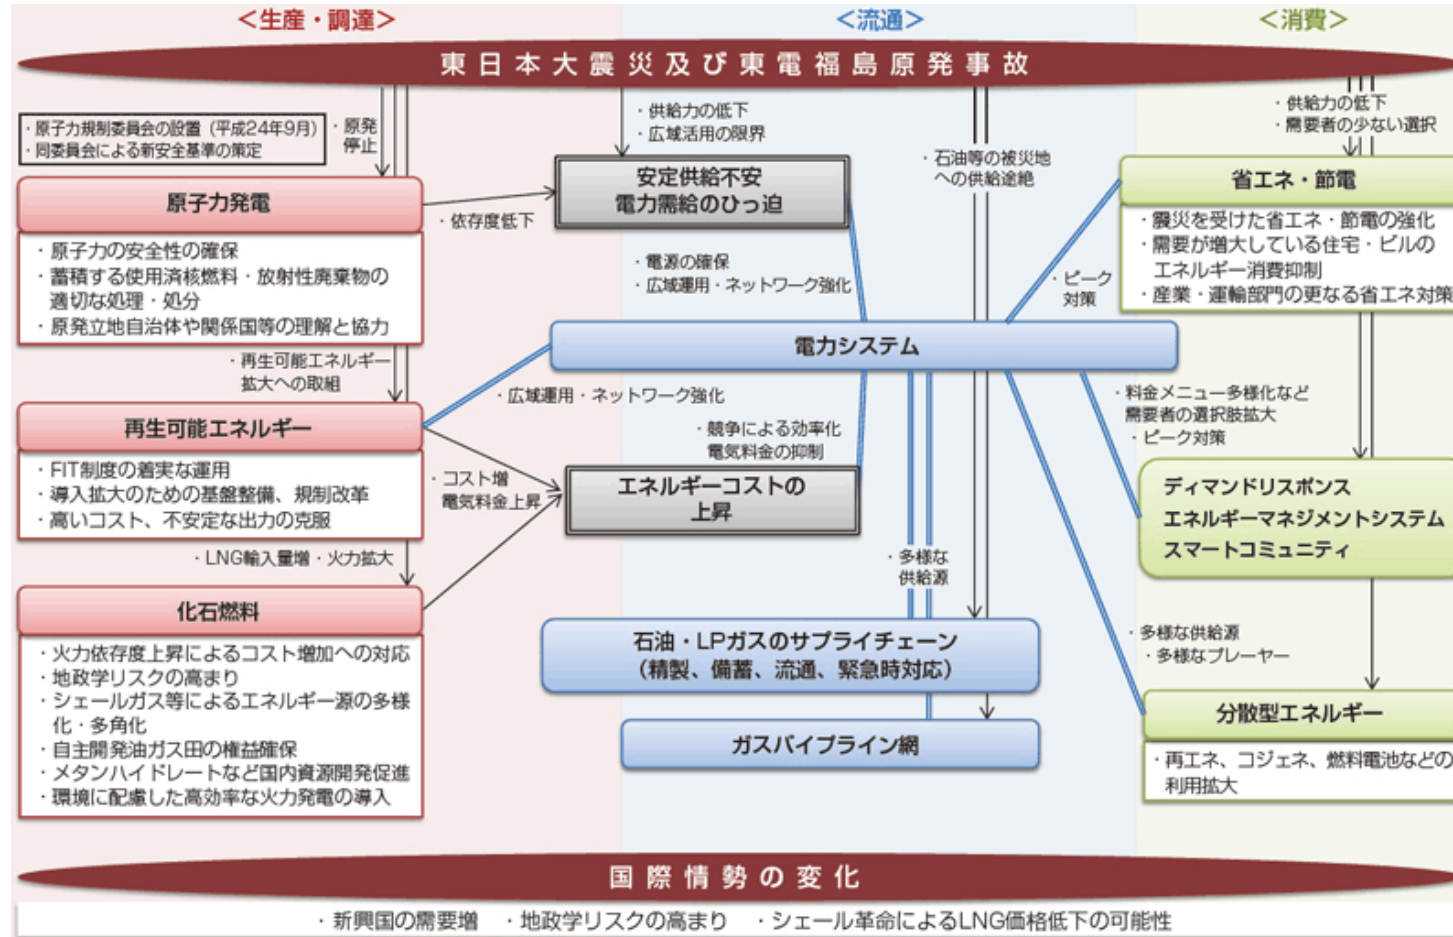 ＜生産・調達＞
＜流通＞
＜消費＞
東日本大震災及び東電福島原発事故
・原子力規制委員会の設置（平成24年9月）
・同委員会による新安全基準の策定
・原発
停止
・供給力の低下
・広域活用の限界
・石油等の被災地
への供給途絶
・供給力の低下
・需要者の少ない選択
原子力発電
・原子力の安全性の確保
・蓄積する使用済核燃料・放射性廃棄物の
適切な処理・処分
・原発立地自治体や関係国等の理解と協力
・依存度低下
安定供給不安
電力需給のひっ迫
・電源の確保
・広域運用・ネットワーク強化
省エネ・節電
・震災を受けた省エネ・節電の強化
・需要が増大している住宅・ビルの
エネルギー消費抑制
・産業・運輸部門の更なる省エネ対策
・ピーク
対策
電力システム
・再生可能エネルギー
拡大への取組
・広域運用・ネットワーク強化
再生可能エネルギー
・FIT制度の着実な運用
・導入拡大のための基盤整備、規制改革
・高いコスト、不安定な出力の克服
・コスト増
電気料金上昇
・競争による効率化
電気料金の抑制
エネルギーコストの
上昇
・料金メニュー多様化など
需要者の選択肢拡大
・ピーク対策
ディマンドリスポンス
エネルギーマネジメントシステム
スマートコミュニティ
・LNG輸入量増・火力拡大
・多様な
供給源
化石燃料
・火力依存度上昇によるコスト増加への対応
・地政学リスクの高まり
・シェールガス等によるエネルギー源の多様
化・多角化
・自主開発油ガス田の権益確保
・メタンハイドレートなど国内資源開発促進
・環境に配慮した高効率な火力発電の導入
石油・LPガスのサプライチェーン
（精製、備蓄、流通、緊急時対応）
ガスパイプライン網
・多様な供給源
・多様なプレーヤー
分散型エネルギー
・再エネ、コジェネ、燃料電池などの
利用拡大
国際情勢の変化
・新興国の需要増　・地政学リスクの高まり　・シェール革命によるLNG価格低下の可能性